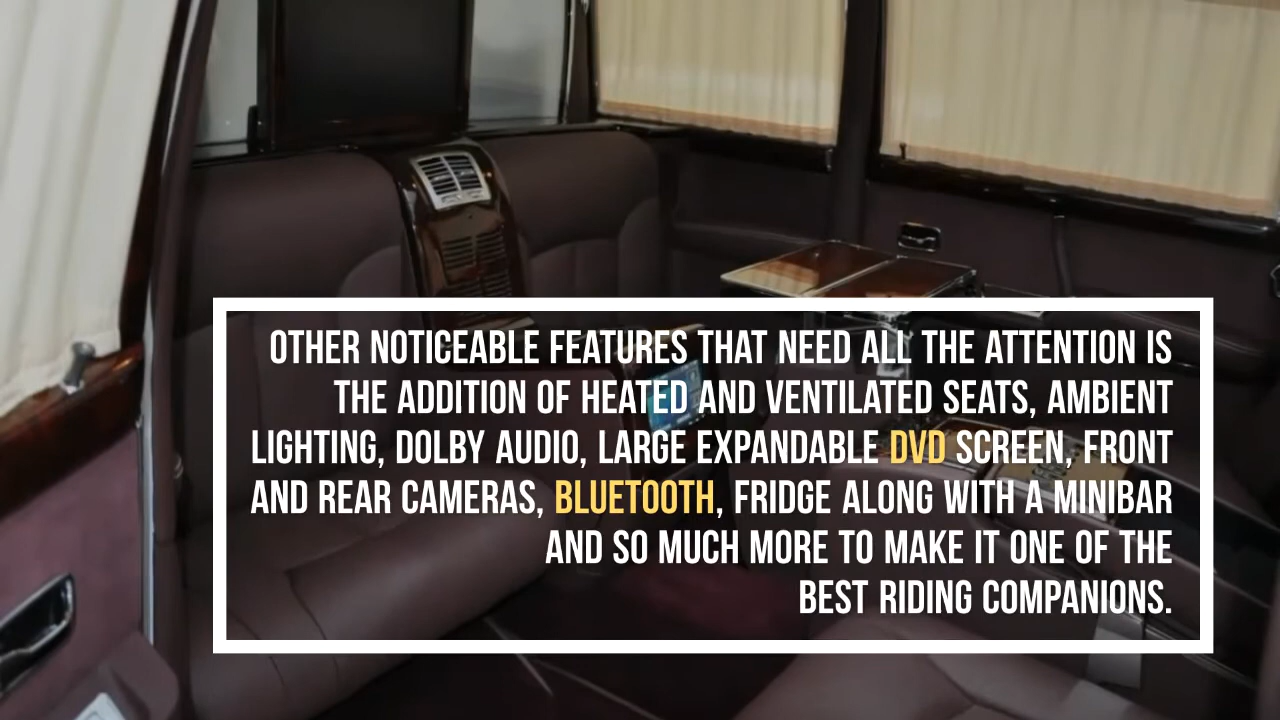 OTHER NOTICEABLE FEATURES THAT NEED ALL THE ATTENTION IS
THE ADDITION OF HEATED AND VENTILATED SEATS, AMBIENT
LIGHTING, DOLBY AUDIO, LARGE EXPANDABLE DVD SCREEN, FRONT
AND REAR CAMERAS, BLUETOOTH, FRIDGE ALONG WITH A MINIBAR
AND SO MUCH MORE TO MAKE IT ONE OF THE
BEST RIDING COMPANIONS.